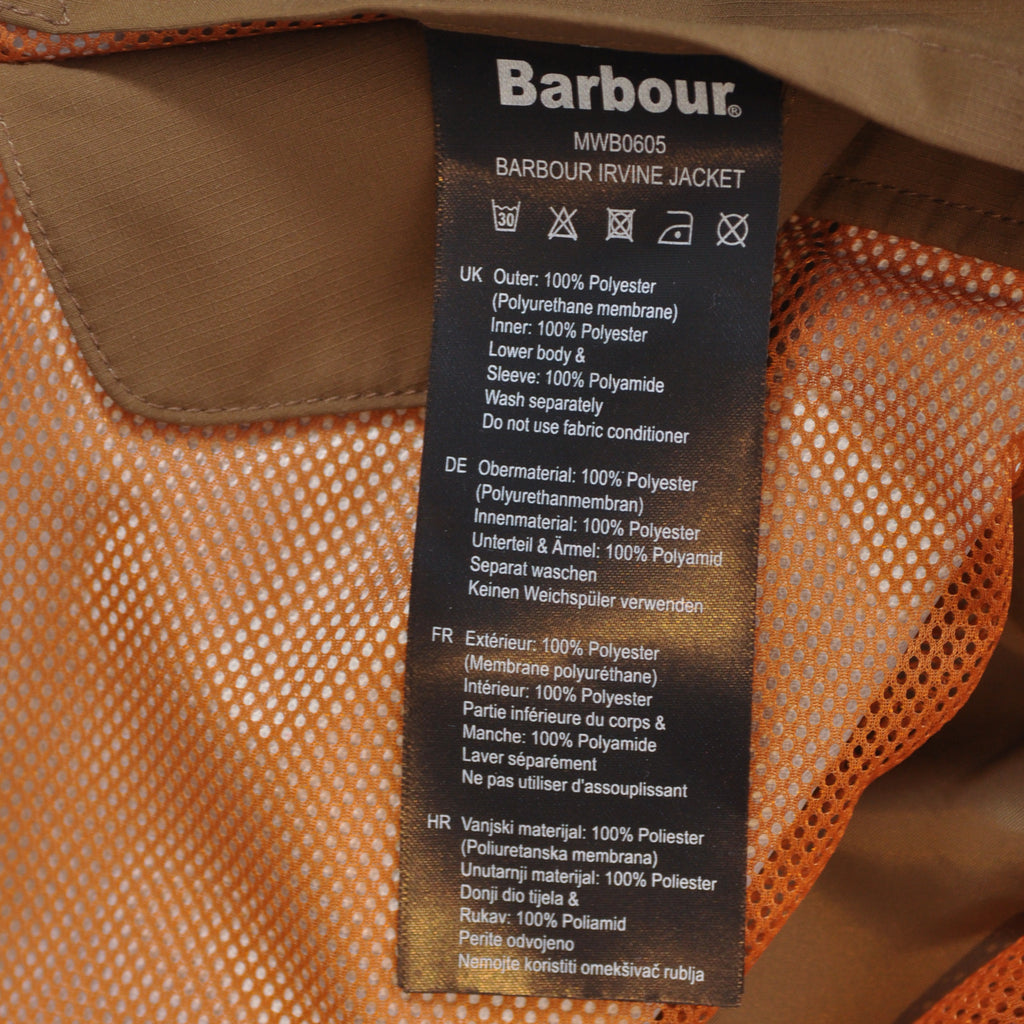 Barbour®
MWB0605
BARBOUR IRVINE JACKET
30
UK Outer: 100% Polyester
(Polyurethane membrane)
Inner: 100% Polyester
Lower body &
Sleeve: 100% Polyamide
Wash separately
Do not use fabric conditioner
DE Obermaterial: 100% Polyester
(Polyurethanmembran)
Innenmaterial: 100% Polyester
Unterteil & Ärmel: 100% Polyamid
Separat waschen
Keinen Weichspüler verwenden
FR Extérieur: 100% Polyester
(Membrane polyuréthane)
Intérieur: 100% Polyester
Partie inférieure du corps &
Manche: 100% Polyamide
Laver séparément
Ne pas utiliser d'assouplissant
HR Vanjski materijal: 100% Poliester
(Poliuretanska membrana)
Unutarnji materijal: 100% Poliester
Donji dio tijela &
Rukav: 100% Poliamid
Perite odvojeno
Nemojte koristiti omekšivač rublja